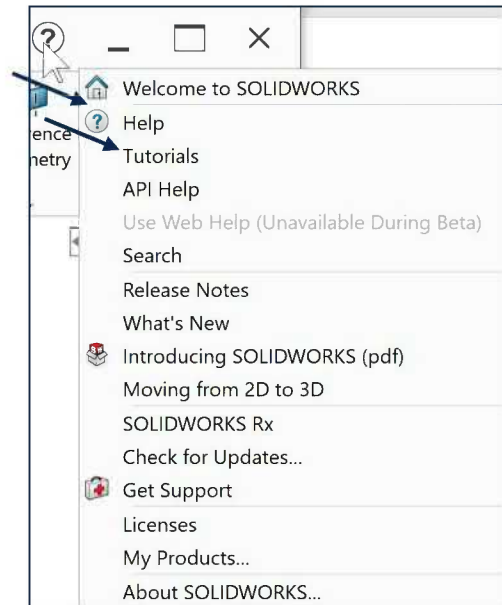 ?
Welcome to SOLIDWORKS
? Help
Tutorials
ence
netry
API Help
Use Web Help (Unavailable During Beta)
Search
Release Notes
What's New
Introducing SOLIDWORKS (pdf)
Moving from 2D to 3D
SOLIDWORKS Rx
Check for Updates...
Get Support
Licenses
My Products...
About SOLIDWORKS...